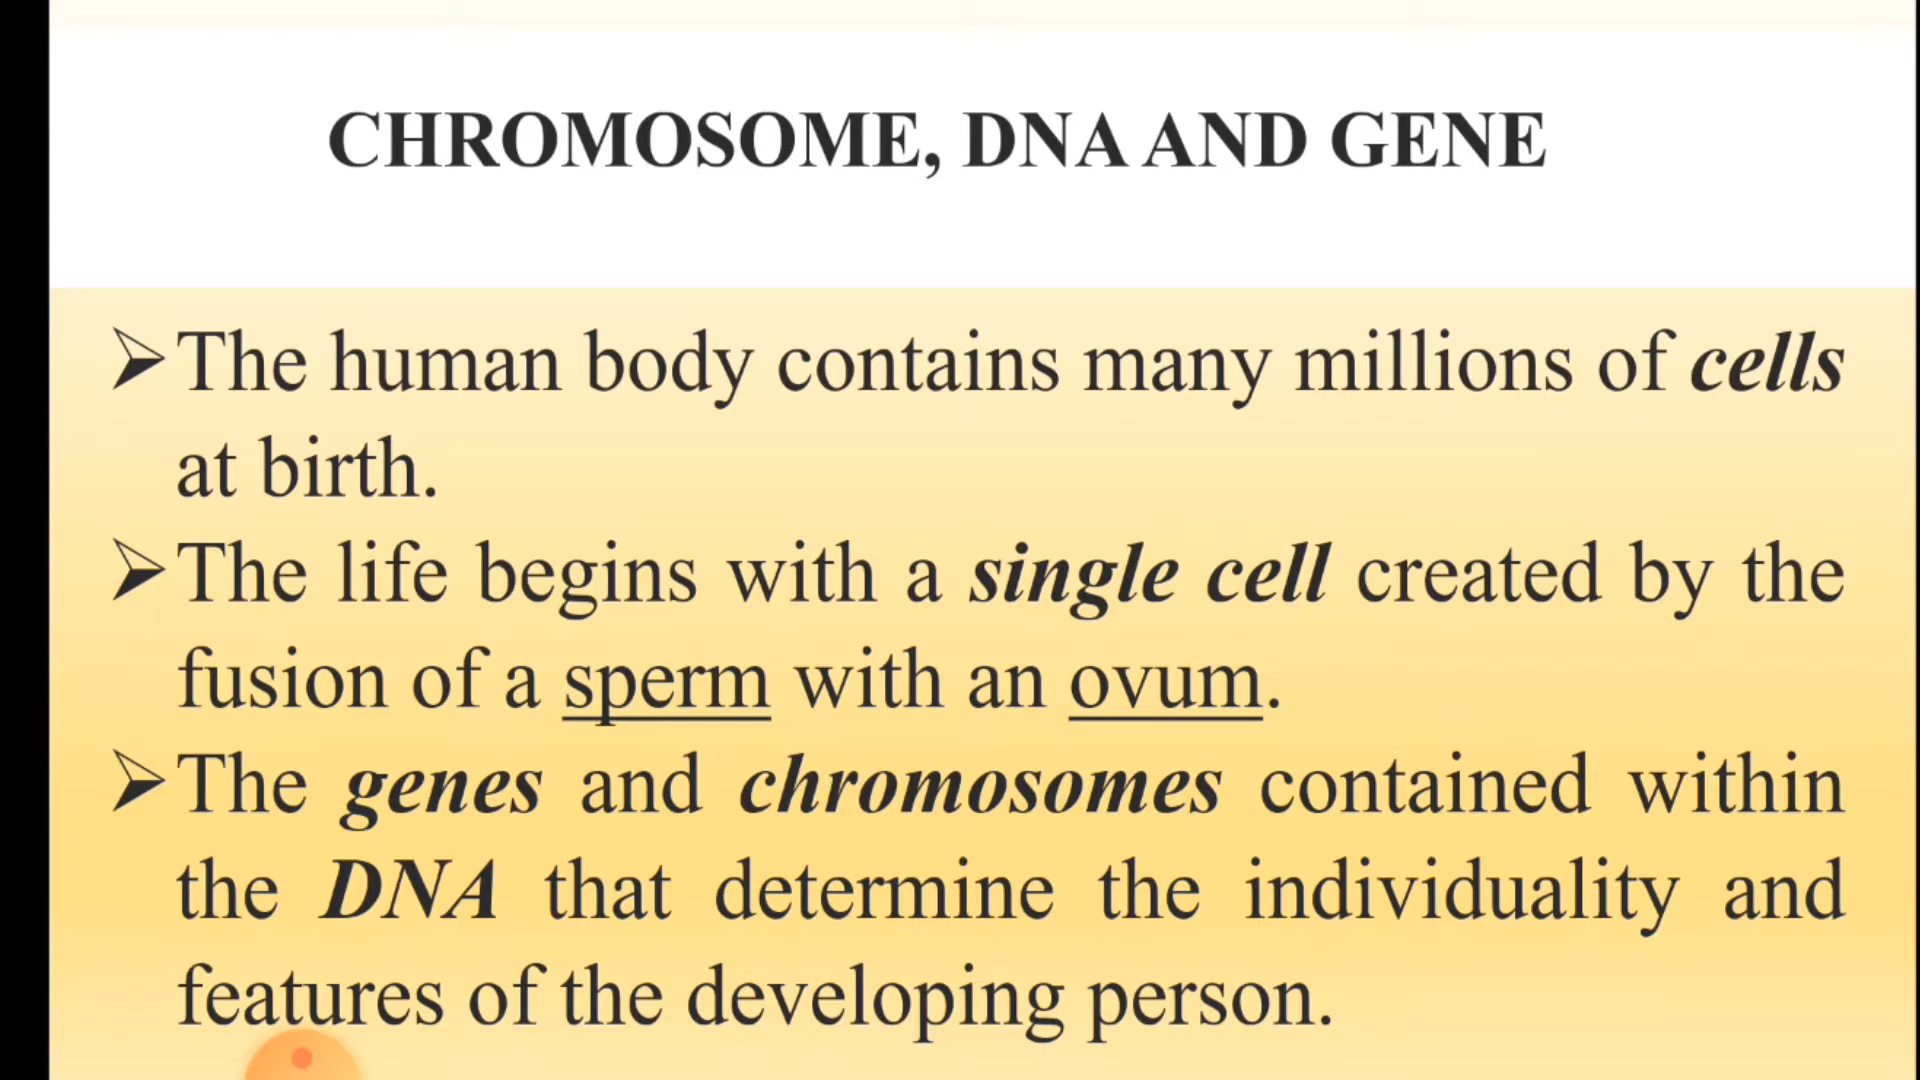 CHROMOSOME, DNA AND GENE
➢The human body contains many millions of cells
at birth.
➢The life begins with a single cell created by the
fusion of a sperm with an ovum.
➢The genes and chromosomes contained within
the DNA that determine the individuality and
features of the developing person.